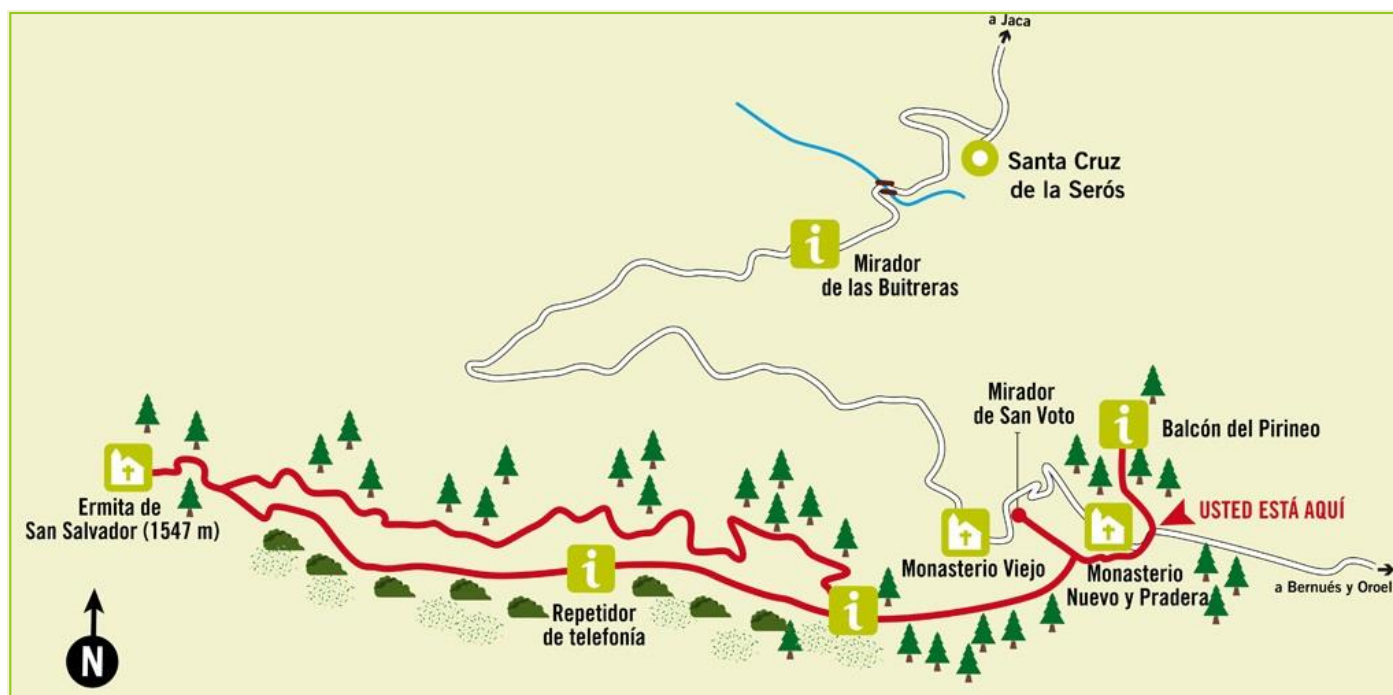 a Jaca
Santa Cruz
de la Serós
i
Mirador
de las Buitreras
Mirador
de San Voto
i
Balcón del Pirineo
USTED ESTÁ AQUÍ
Ermita de
San Salvador (1547 m)
Monasterio Viejo
Monasterio
Nuevo y Pradera
a Bernués y Oroel
i
Repetidor
de telefonía
i
N